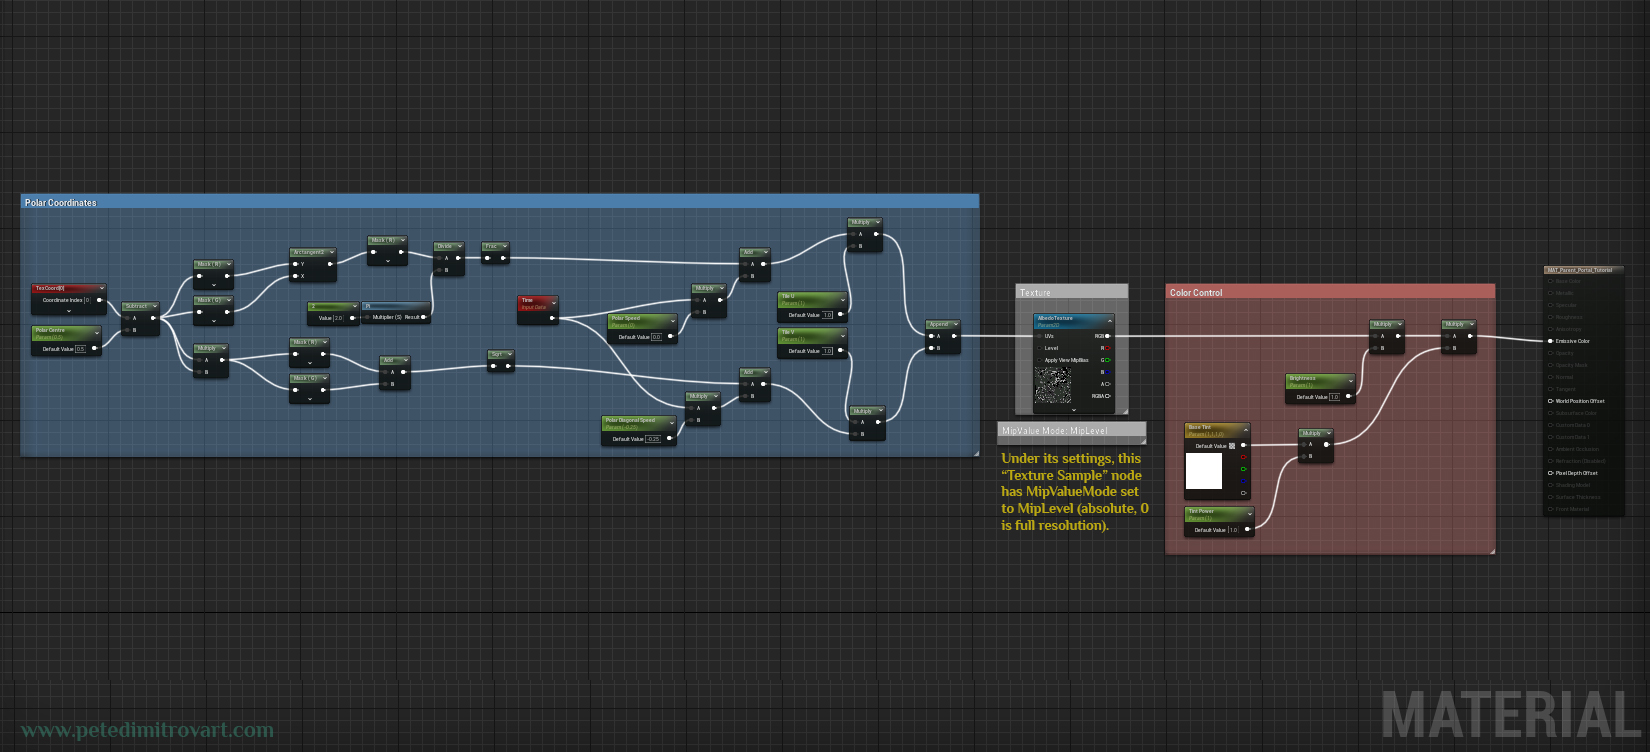 Polar Coordinates
TexCoord[0]
Coordinate Index 0
Polar Centre
Param (0.5)
Default Value 0.5
Subtract
A
B
Mask ( R )
Mask ( G )
Multiply
A
B
Arctangent2
Y
X
Mask ( R )
Divide
A
B
Frac
2
Value 2.0
Pi
Multiplier (S) Result
Mask ( R )
Mask ( G )
Add
A
B
Sqrt
Time
Input Data
Polar Speed
Param (0)
Default Value 0.0
Multiply
A
B
Polar Diagonal Speed
Param (-0.25)
Default Value -0.25
Multiply
A
B
Add
A
B
Add
A
B
Tile U
Param (1)
Default Value 1.0
Tile V
Param (1)
Default Value 1.0
Multiply
A
B
Multiply
A
B
Append
A
B
Texture
AlbedoTexture
Param2D
UVs RGB
Level R
Apply View MipBias G
B
A
RGBA
MipValue Mode: MipLevel
Under its settings, this
“Texture Sample” node
has MipValueMode set
to MipLevel (absolute, 0
is full resolution).
Color Control
Multiply
A
B
Multiply
A
B
Brightness
Param (1)
Default Value 1.0
Base Tint
Param (1,1,1,0)
Default Value
Multiply
A
B
Tint Power
Param (1)
Default Value 1.0
MAT_Parent_Portal_Tutorial
Base Color
Metallic
Specular
Roughness
Anisotropy
Emissive Color
Opacity
Opacity Mask
Normal
Tangent
World Position Offset
Subsurface Color
Custom Data 0
Custom Data 1
Ambient Occlusion
Refraction (Disabled)
Pixel Depth Offset
Shading Model
Surface Thickness
Front Material
www.petedimitrovart.com
MATERIAL